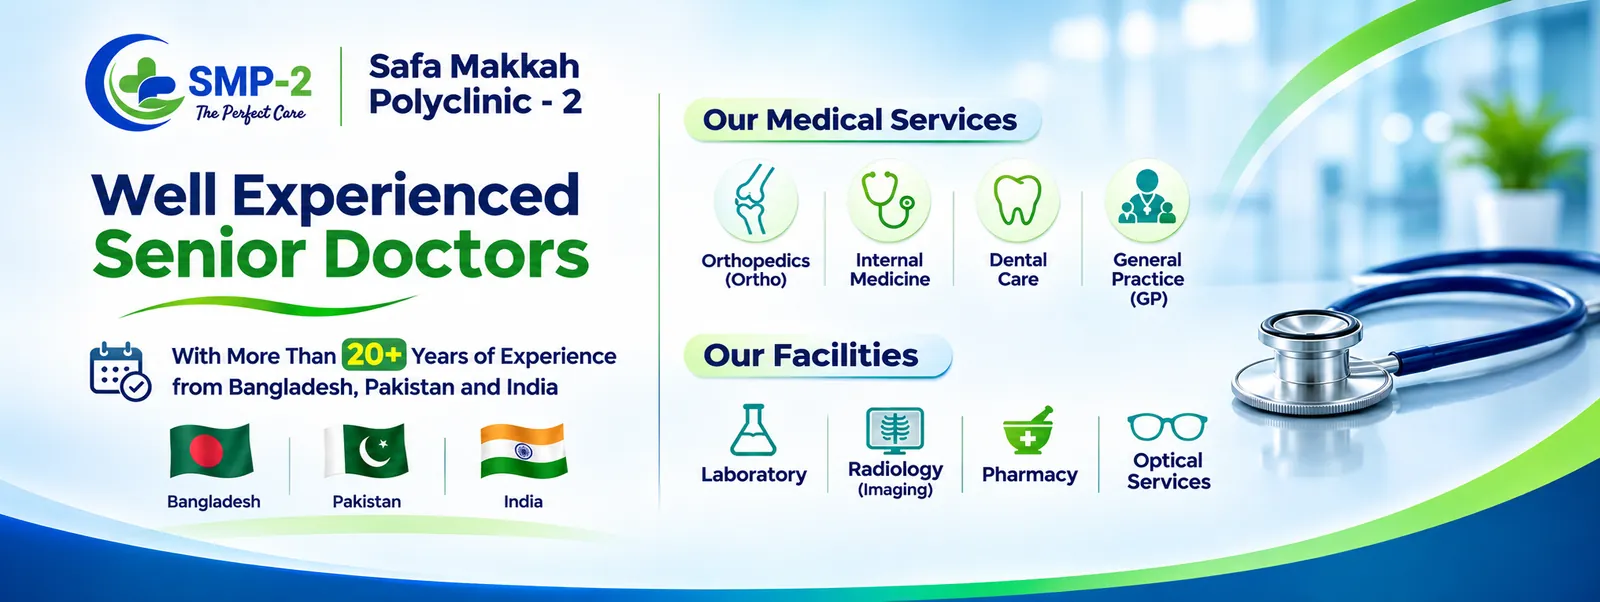 SMP-2
The Perfect Care
Safa Makkah
Polyclinic - 2
Well Experienced
Senior Doctors
With More Than 20+ Years of Experience
from Bangladesh, Pakistan and India
Bangladesh
Pakistan
India
Our Medical Services
Orthopedics
(Ortho)
Internal
Medicine
Dental
Care
General
Practice
(GP)
Our Facilities
Laboratory
Radiology
(Imaging)
Pharmacy
Optical
Services